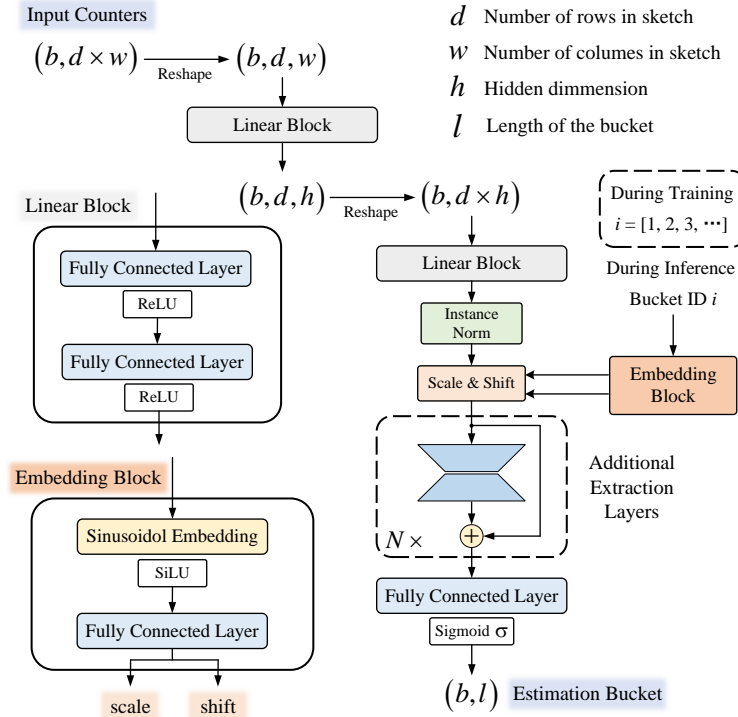 Input Counters
(b, d × w)
Reshape
(b, d, w)
d Number of rows in sketch
w Number of columes in sketch
h Hidden dimmension
l Length of the bucket
Linear Block
(b, d, h)
Reshape
(b, d × h)
Linear Block
Fully Connected Layer
ReLU
Fully Connected Layer
ReLU
Linear Block
Instance
Norm
Scale & Shift
During Training
i = [1, 2, 3, ···]
During Inference
Bucket ID i
Embedding
Block
Additional
Extraction
Layers
+
N ×
Embedding Block
Sinusoidol Embedding
SiLU
Fully Connected Layer
scale
shift
Fully Connected Layer
Sigmoid σ
(b, l)
Estimation Bucket